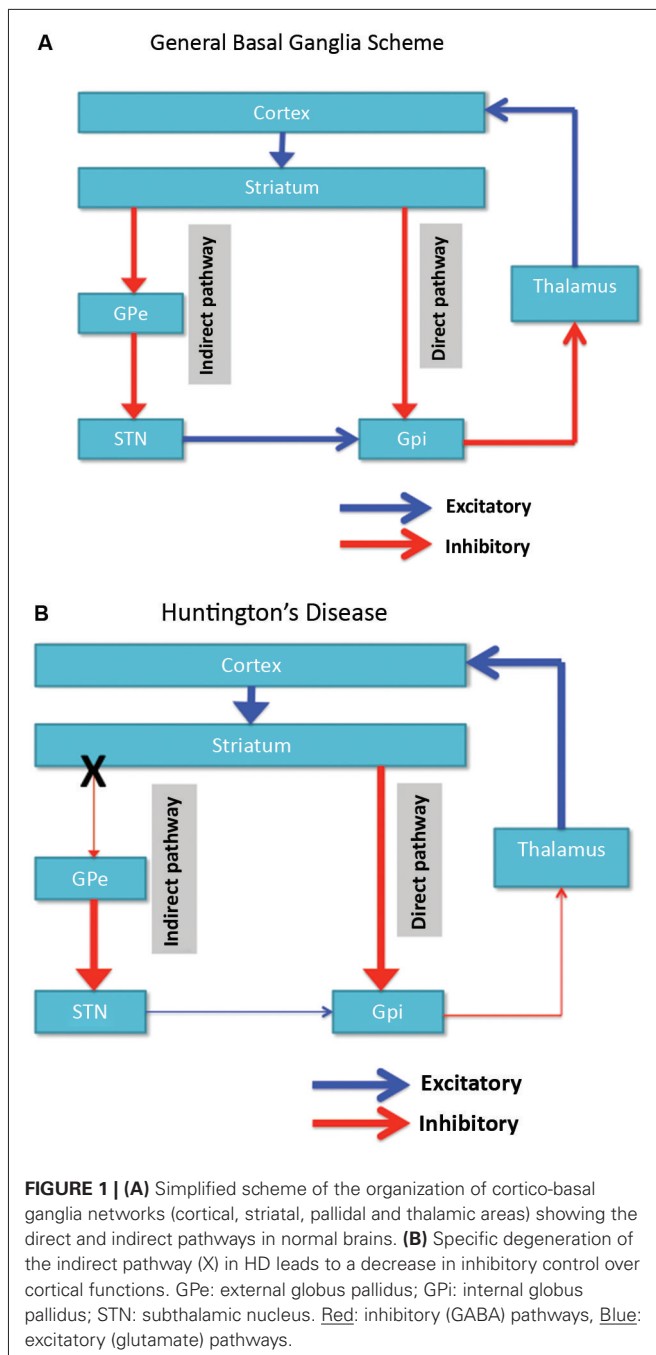 A
General Basal Ganglia Scheme
Cortex
Striatum
Indirect pathway
Direct pathway
GPe
Thalamus
STN
Gpi
Excitatory
Inhibitory
B
Huntington's Disease
Cortex
Striatum
X
Indirect pathway
Direct pathway
GPe
Thalamus
STN
Gpi
Excitatory
Inhibitory
FIGURE 1 | (A) Simplified scheme of the organization of cortico-basal
ganglia networks (cortical, striatal, pallidal and thalamic areas) showing the
direct and indirect pathways in normal brains. (B) Specific degeneration of
the indirect pathway (X) in HD leads to a decrease in inhibitory control over
cortical functions. GPe: external globus pallidus; GPi: internal globus
pallidus; STN: subthalamic nucleus. Red: inhibitory (GABA) pathways, Blue:
excitatory (glutamate) pathways.